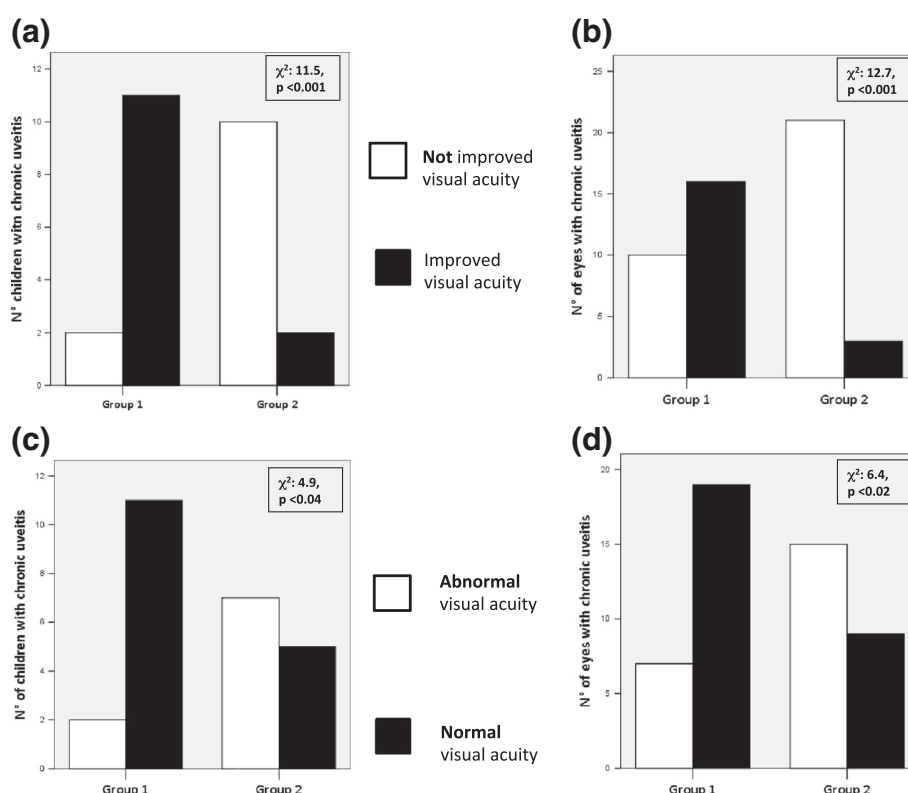 (a)
N° children witn chronic uveitis
12
10
8
6
4
2
0
χ²: 11.5,
p <0.001
Group 1
Group 2
Not improved
visual acuity
Improved
visual acuity
(b)
N° of eyes with chronic uveitis
25
20
15
10
5
0
χ²: 12.7,
p <0.001
Group 1
Group 2
(c)
N° of children with chronic uveitis
12
10
8
6
4
2
0
χ²: 4.9,
p <0.04
Group 1
Group 2
Abnormal
visual acuity
Normal
visual acuity
(d)
N° of eyes with chronic uveitis
20
15
10
5
0
χ²: 6.4,
p <0.02
Group 1
Group 2